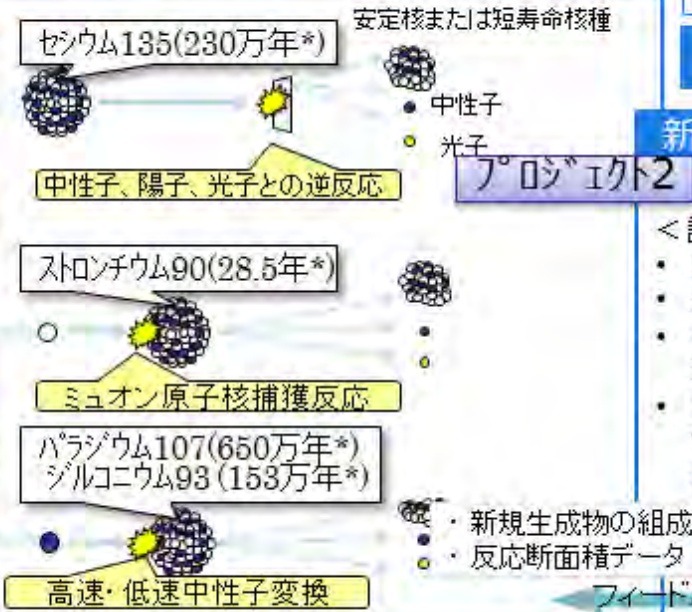 安定核または短寿命核種
セシウム135(230万年*)
中性子
光子
中性子、陽子、光子との逆反応
新
プロジェクト2
ストロンチウム90(28.5年*)
<
・
・
・
・
ミュオン原子核捕獲反応
パラジウム107(650万年*)
ジルコニウム93(153万年*)
・新規生成物の組成
・反応断面積データ
高速・低速中性子変換
フィード